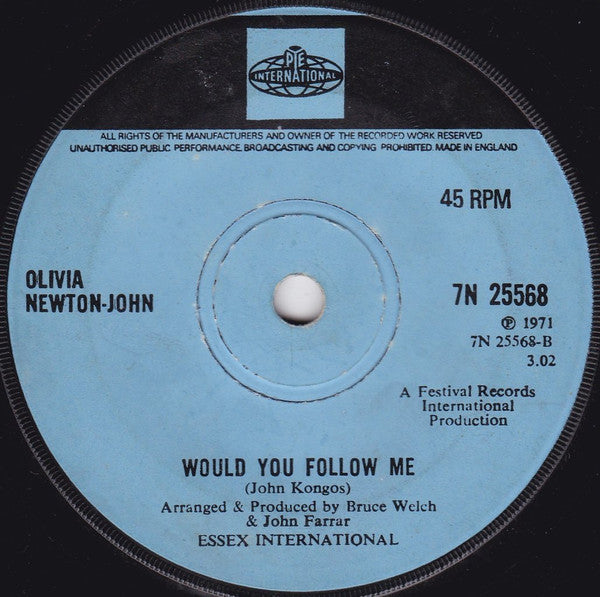 PYE
INTERNATIONAL
ALL RIGHTS OF THE MANUFACTURERS AND OWNER OF THE RECORDED WORK RESERVED
UNAUTHORISED PUBLIC PERFORMANCE, BROADCASTING AND COPYING PROHIBITED. MADE IN ENGLAND
45 RPM
OLIVIA
NEWTON-JOHN
7N 25568
℗ 1971
7N 25568-B
3.02
A Festival Records
International
Production
WOULD YOU FOLLOW ME
(John Kongos)
Arranged & Produced by Bruce Welch
& John Farrar
ESSEX INTERNATIONAL